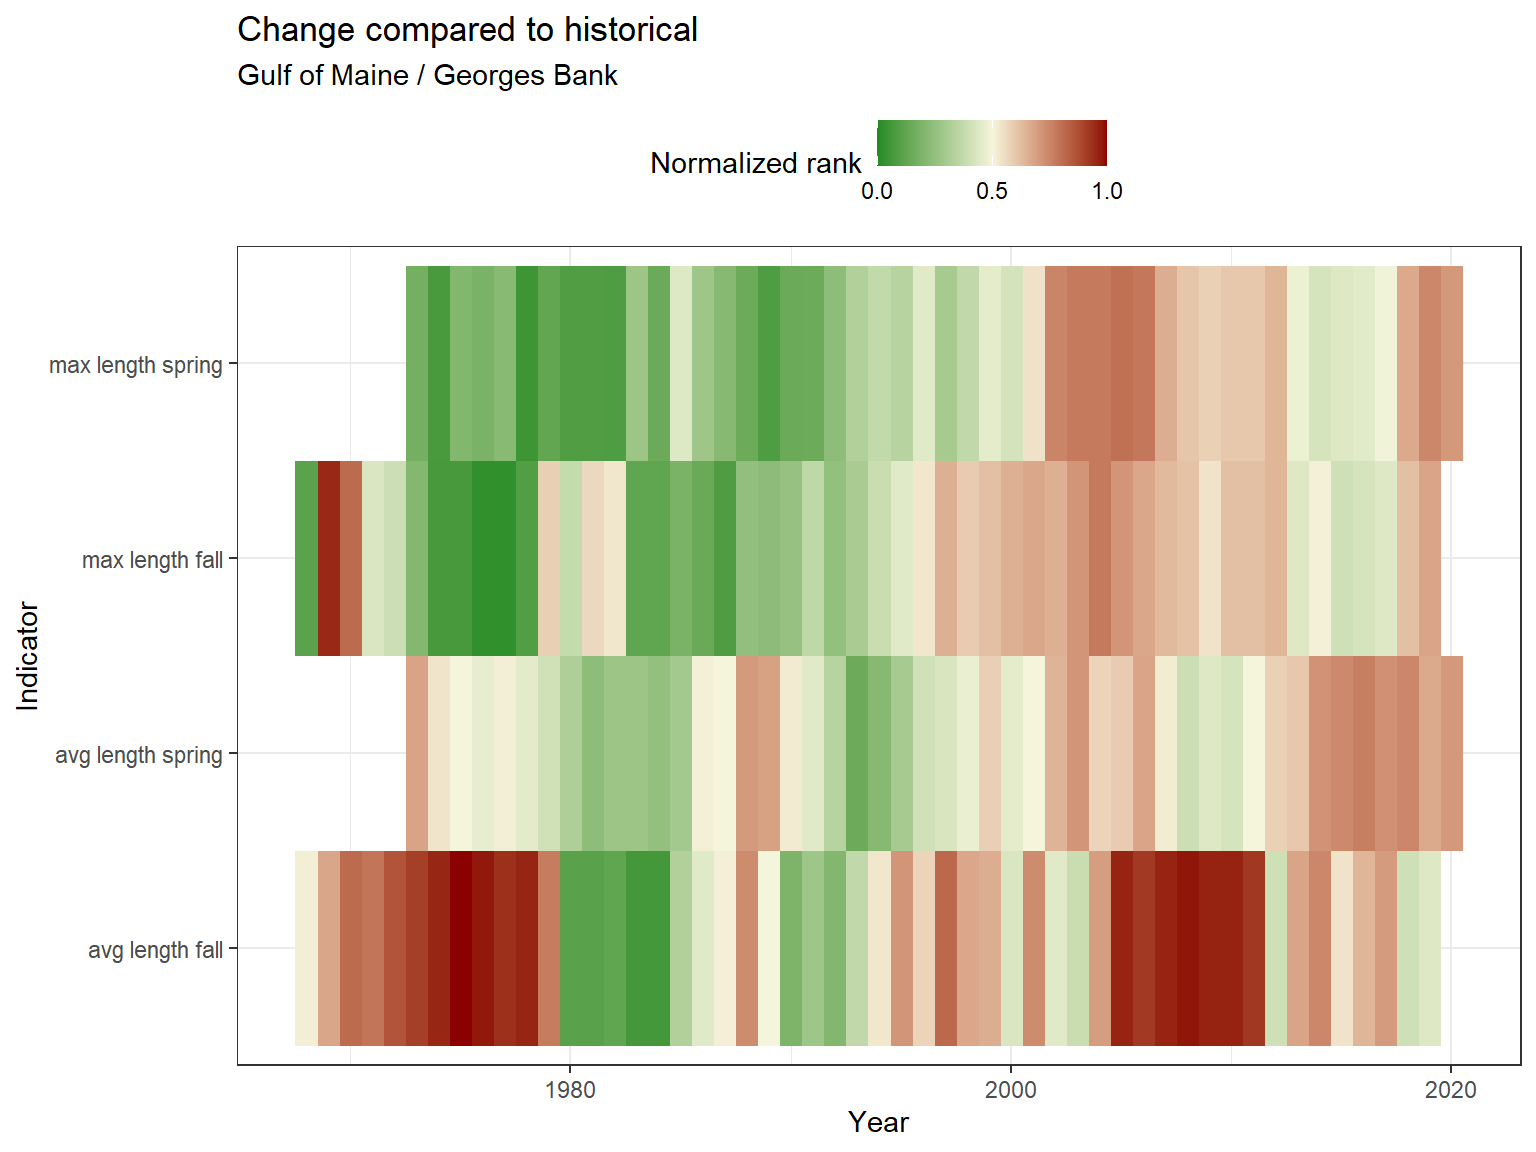 Change compared to historical
Gulf of Maine / Georges Bank
Normalized rank
0.0 0.5 1.0
max length spring
max length fall
avg length spring
avg length fall
Indicator
1980 2000 2020
Year